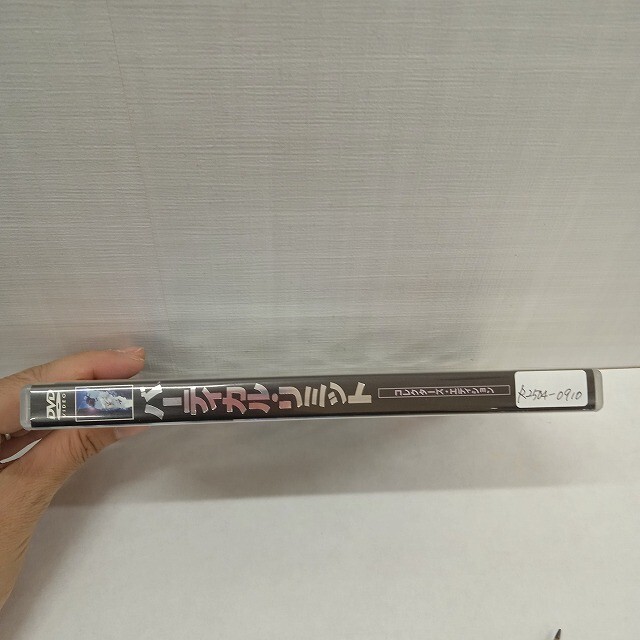 DVD
VIDEO
バーティカル・リミット
コレクターズ・エディション
R2504-0910